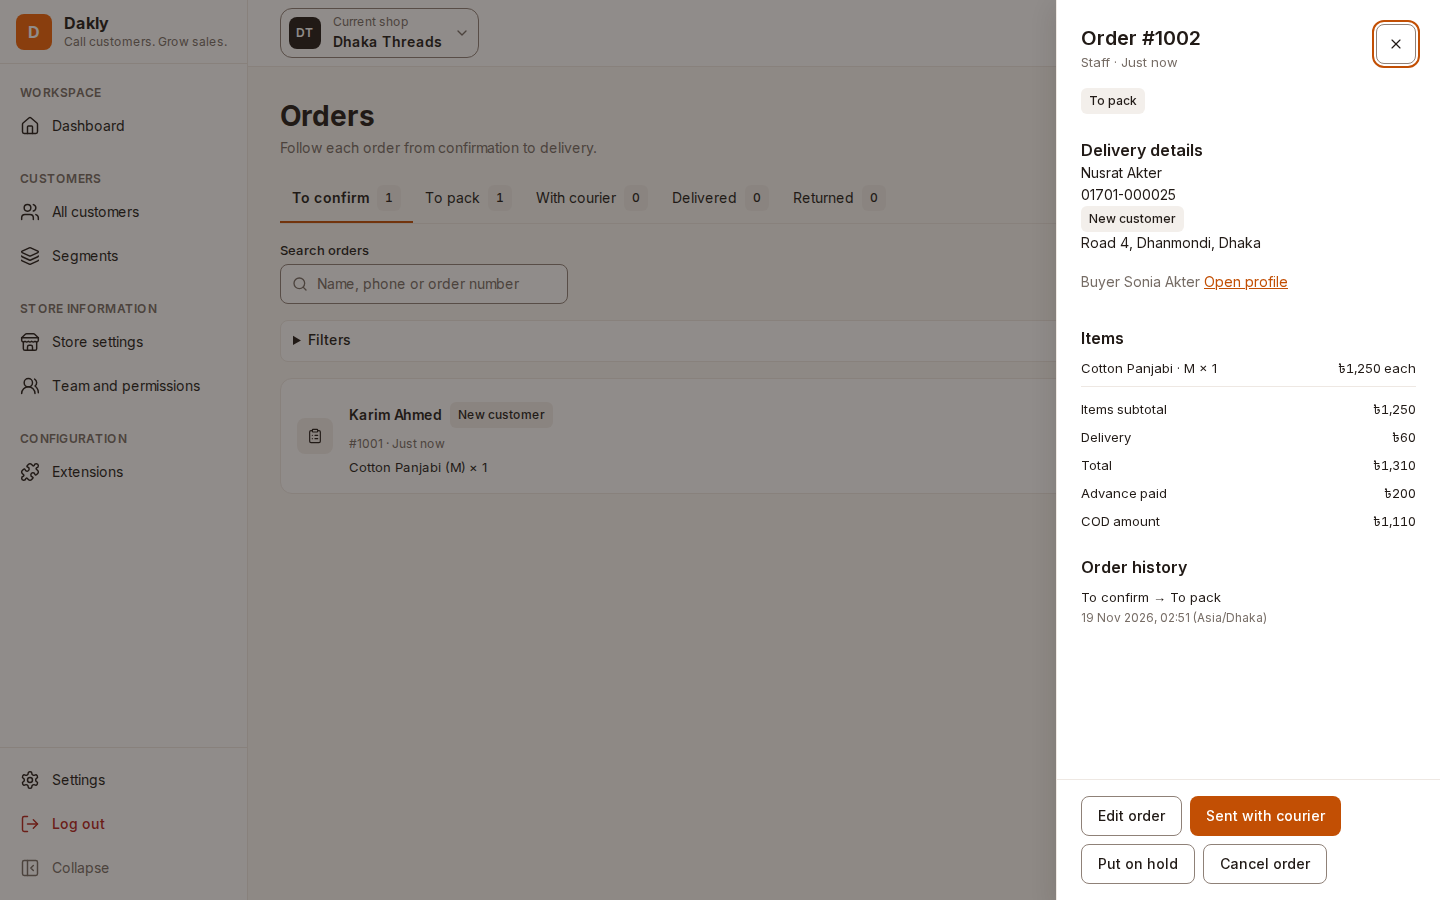 D
Dakly
Call customers. Grow sales.
WORKSPACE
Dashboard
CUSTOMERS
All customers
Segments
STORE INFORMATION
Store settings
Team and permissions
CONFIGURATION
Extensions
Settings
Log out
Collapse
DT
Current shop
Dhaka Threads
Orders
Follow each order from confirmation to delivery.
To confirm 1 To pack 1 With courier 0 Delivered 0 Returned 0
Search orders
Name, phone or order number
Filters
Karim Ahmed New customer
#1001 · Just now
Cotton Panjabi (M) × 1
Order #1002
Staff · Just now
To pack
Delivery details
Nusrat Akter
01701-000025
New customer
Road 4, Dhanmondi, Dhaka
Buyer Sonia Akter Open profile
Items
Cotton Panjabi · M × 1 ৳1,250 each
Items subtotal ৳1,250
Delivery ৳60
Total ৳1,310
Advance paid ৳200
COD amount ৳1,110
Order history
To confirm → To pack
19 Nov 2026, 02:51 (Asia/Dhaka)
Edit order Sent with courier
Put on hold Cancel order